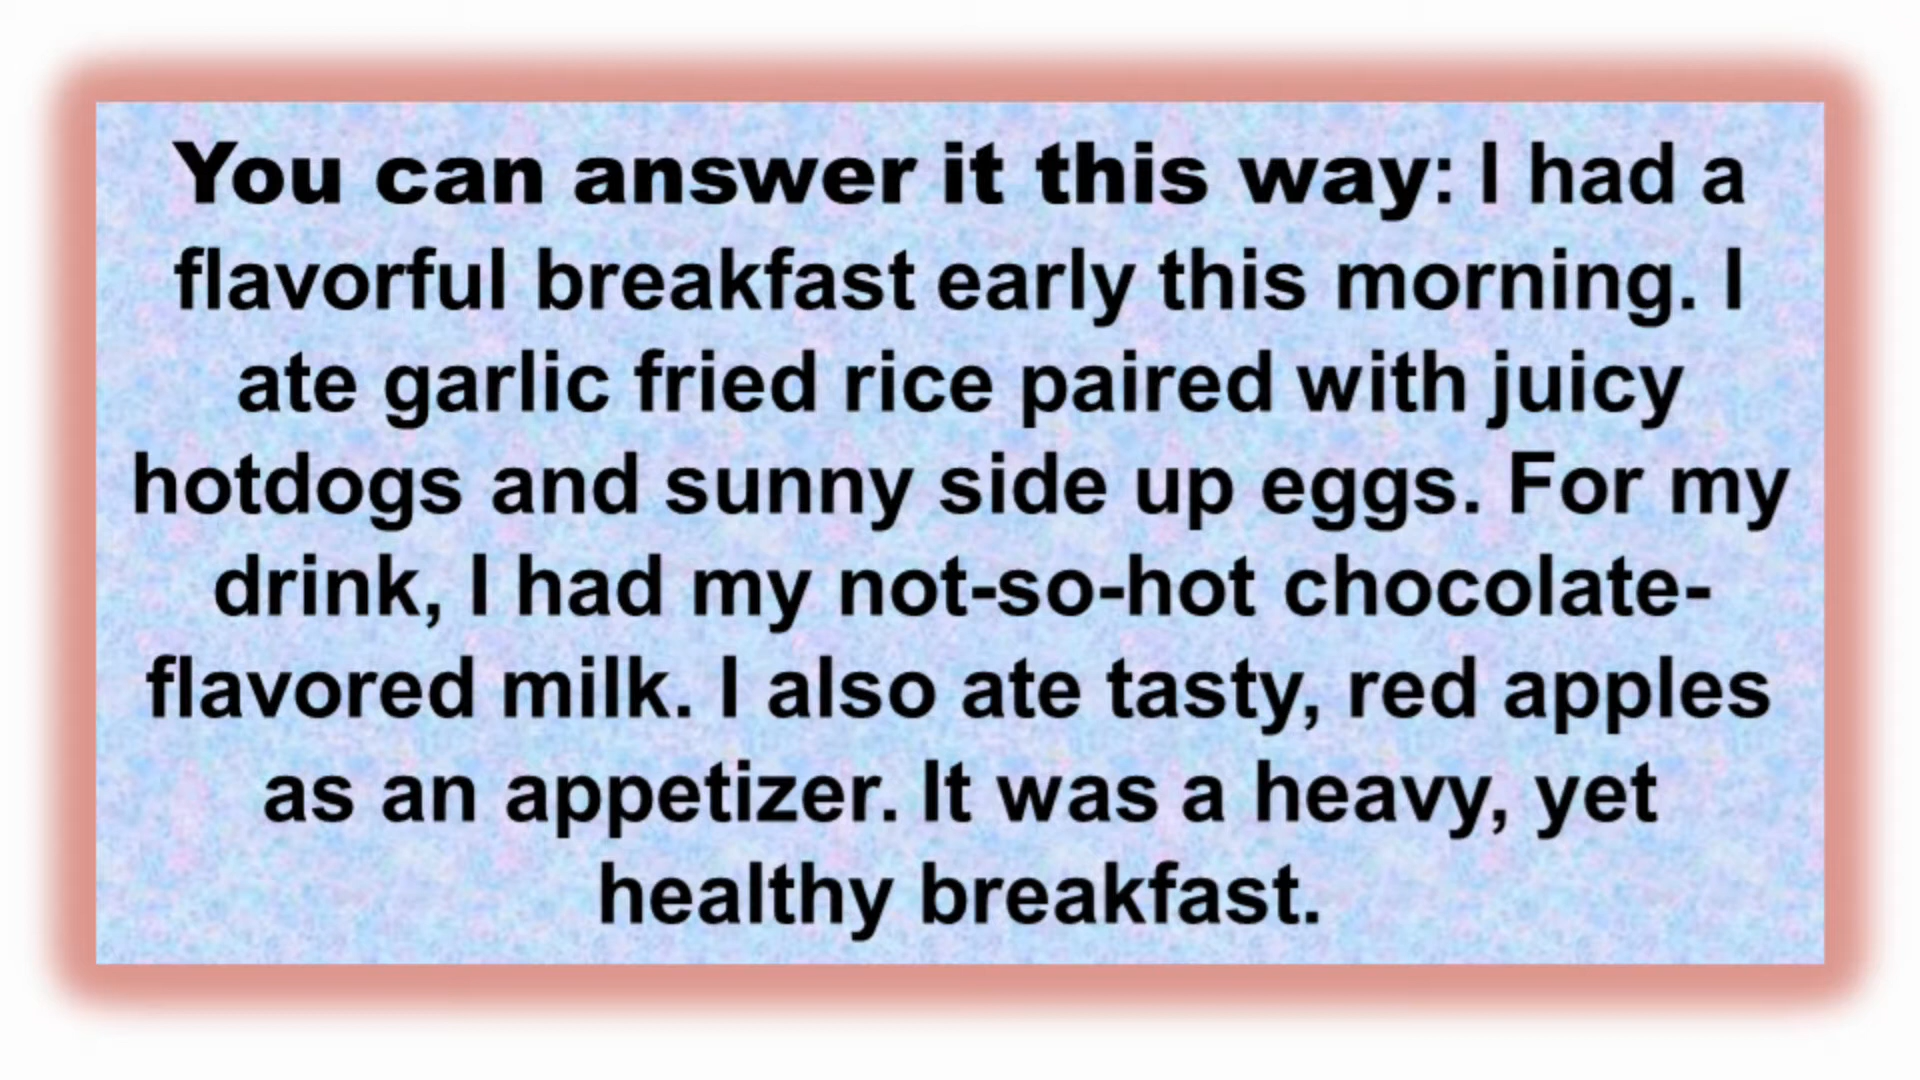 You can answer it this way: I had a
flavorful breakfast early this morning. I
ate garlic fried rice paired with juicy
hotdogs and sunny side up eggs. For my
drink, I had my not-so-hot chocolate-
flavored milk. I also ate tasty, red apples
as an appetizer. It was a heavy, yet
healthy breakfast.